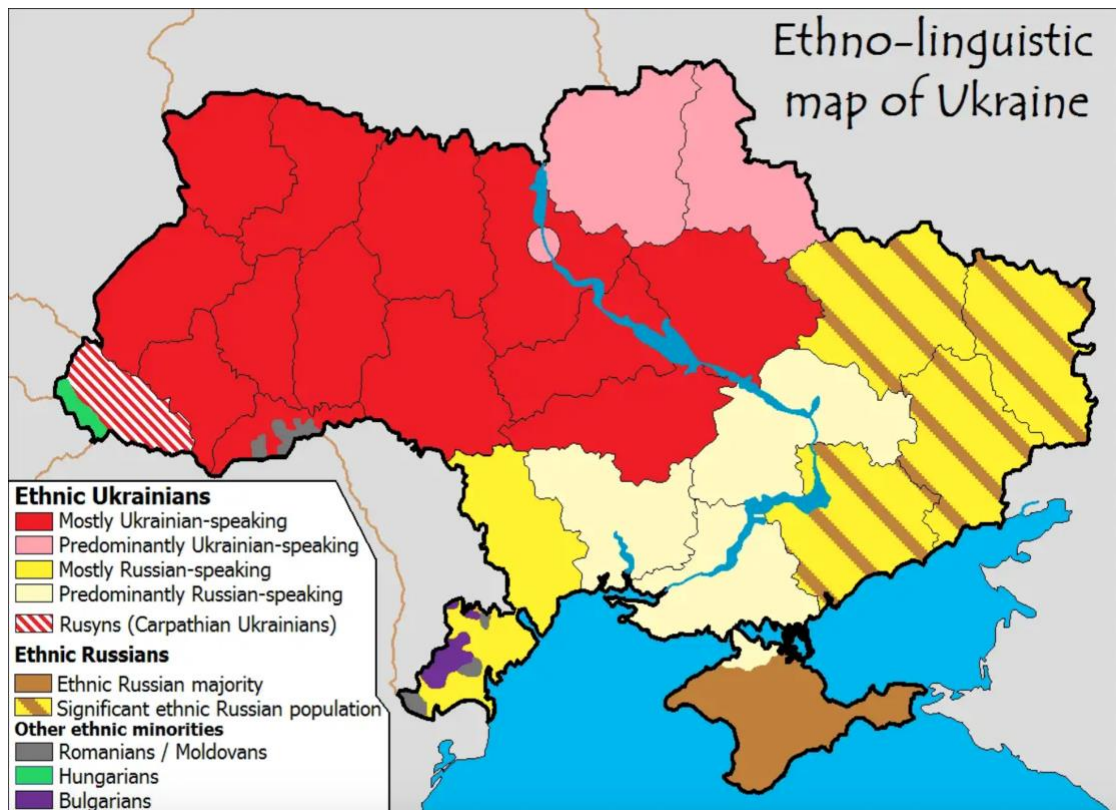 Ethno-linguistic
map of Ukraine
Ethnic Ukrainians
Mostly Ukrainian-speaking
Predominantly Ukrainian-speaking
Mostly Russian-speaking
Predominantly Russian-speaking
Rusyns (Carpathian Ukrainians)
Ethnic Russians
Ethnic Russian majority
Significant ethnic Russian population
Other ethnic minorities
Romanians / Moldovans
Hungarians
Bulgarians